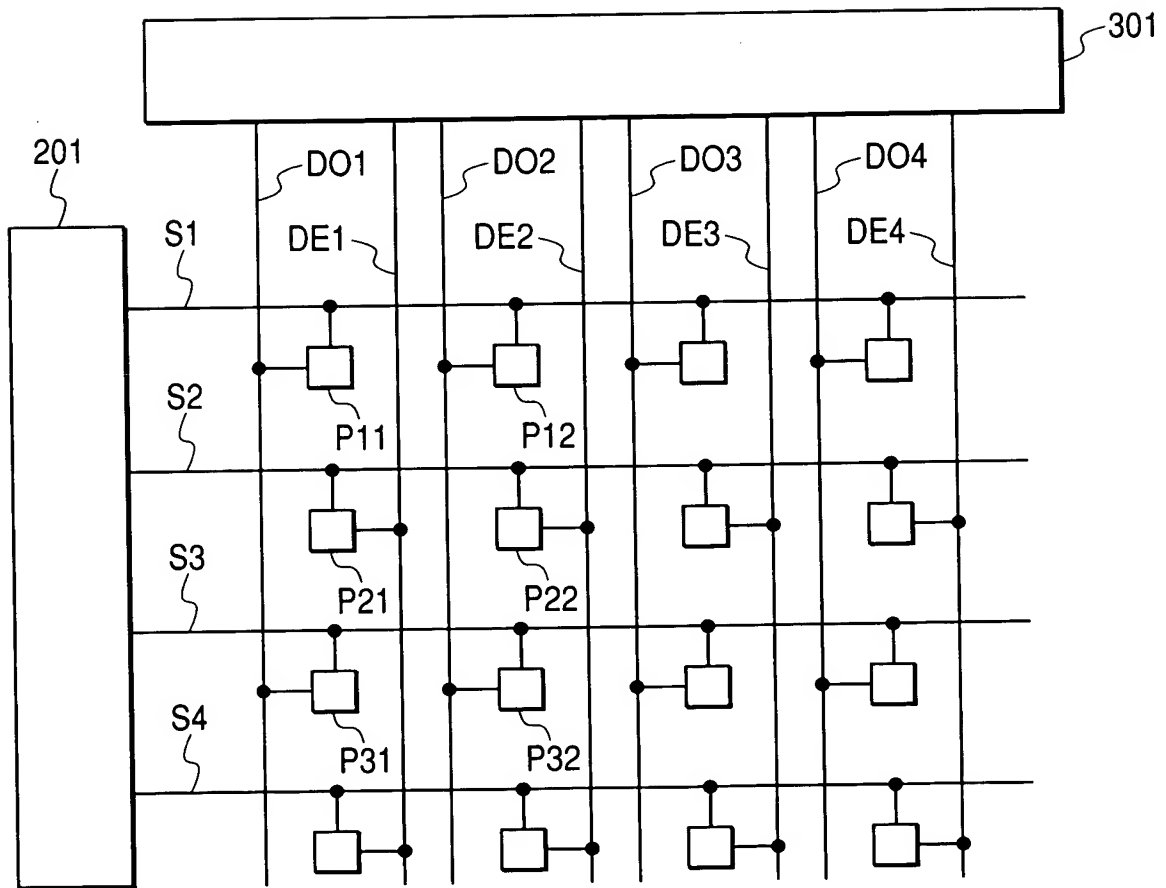 301
201
DO1
DO2
DO3
DO4
S1
DE1
DE2
DE3
DE4
S2
P11
P12
S3
P21
P22
S4
P31
P32